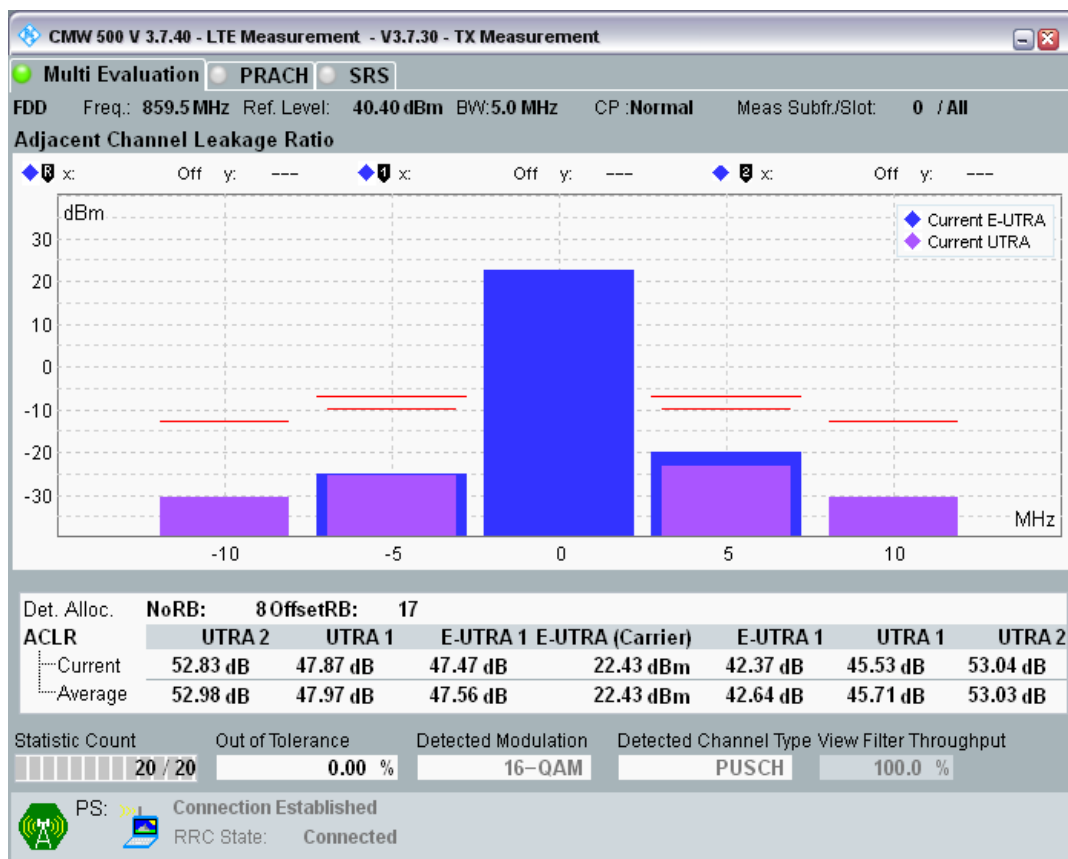 CMW 500 V 3.7.40 - LTE Measurement - V3.7.30 - TX Measurement
Multi Evaluation PRACH SRS
FDD Freq.: 859.5 MHz Ref. Level: 40.40 dBm BW:5.0 MHz CP :Normal Meas Subfr./Slot: 0 / All
Adjacent Channel Leakage Ratio
R x: Off y: --- 1 x: Off y: --- 2 x: Off y: ---
dBm
Current E-UTRA
Current UTRA
30
20
10
0
-10
-20
-30
MHz
-10 -5 0 5 10
Det. Alloc. NoRB: 8 OffsetRB: 17
ACLR UTRA 2 UTRA 1 E-UTRA 1 E-UTRA (Carrier) E-UTRA 1 UTRA 1 UTRA 2
Current 52.83 dB 47.87 dB 47.47 dB 22.43 dBm 42.37 dB 45.53 dB 53.04 dB
Average 52.98 dB 47.97 dB 47.56 dB 22.43 dBm 42.64 dB 45.71 dB 53.03 dB
Statistic Count Out of Tolerance Detected Modulation Detected Channel Type View Filter Throughput
20 / 20 0.00 % 16-QAM PUSCH 100.0 %
PS: Connection Established
RRC State: Connected